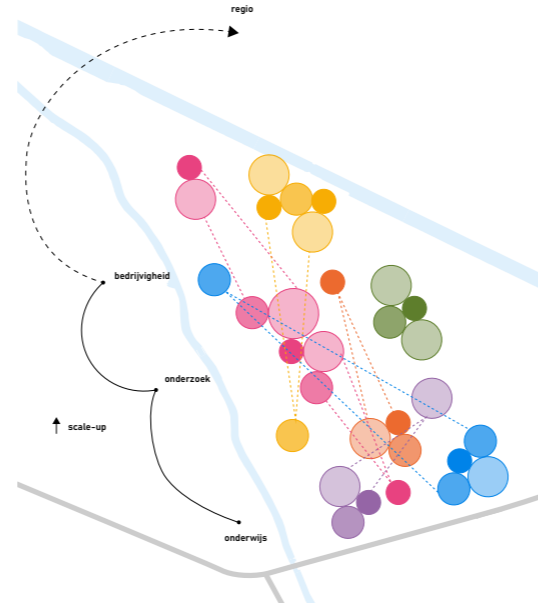 regio
bedrijvigheid
onderzoek
scale-up
onderwijs